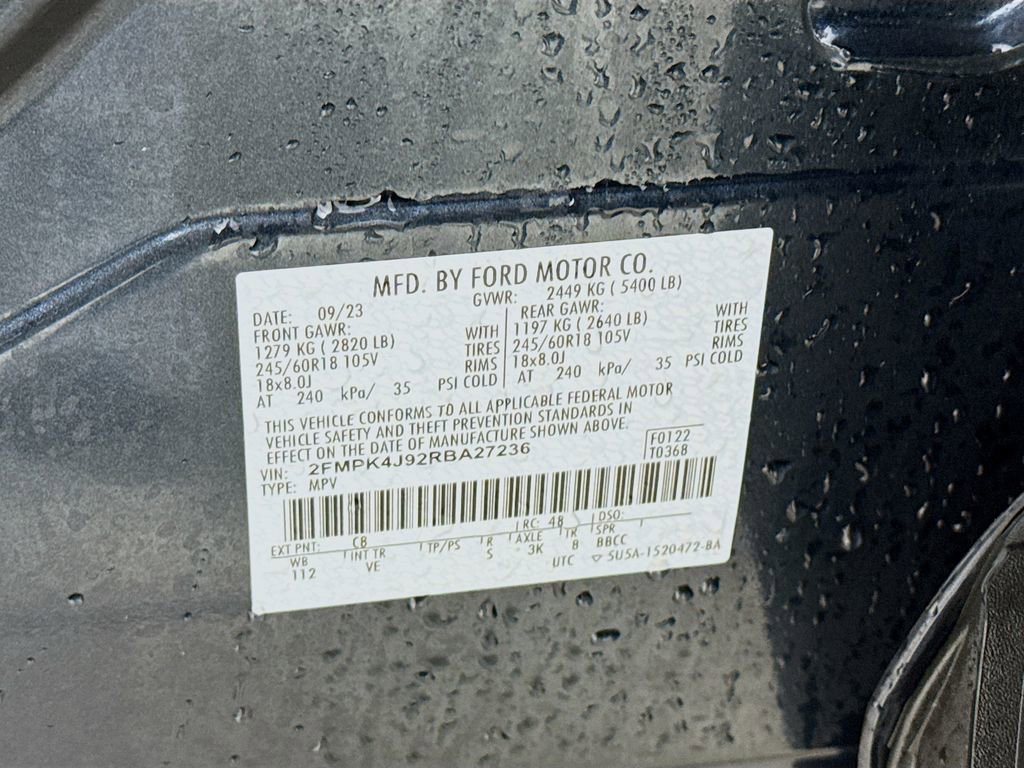 MFD. BY FORD MOTOR CO.
DATE: 09/23 GVWR: 2449 KG ( 5400 LB)
FRONT GAWR: REAR GAWR:
1279 KG ( 2820 LB) WITH 1197 KG ( 2640 LB) WITH
245/60R18 105V TIRES 245/60R18 105V TIRES
18x8.0J RIMS 18x8.0J RIMS
AT 240 kPa/ 35 PSI COLD AT 240 kPa/ 35 PSI COLD
THIS VEHICLE CONFORMS TO ALL APPLICABLE FEDERAL MOTOR
VEHICLE SAFETY AND THEFT PREVENTION STANDARDS IN
EFFECT ON THE DATE OF MANUFACTURE SHOWN ABOVE.
VIN: 2FMPK4J92RBA27236 F0122
TYPE: MPV T0368
EXT PNT: C8 RC: 48 DSO:
WB INT TR TP/PS R AXLE TR SPR
112 VE S 3K B BBCC
UTC ▽ 5U5A-1520472-BA